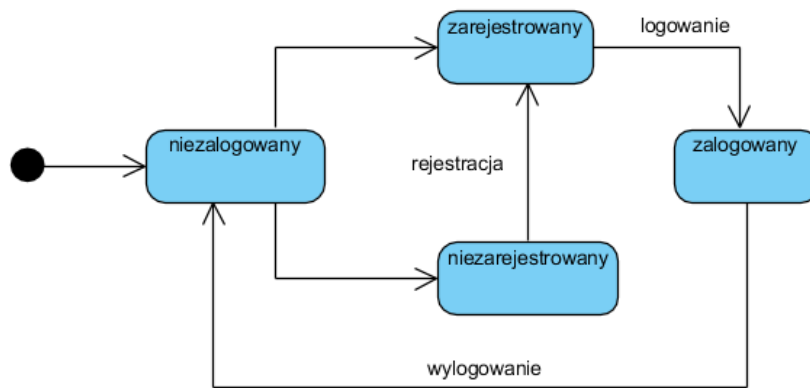 zarejestrowany
logowanie
niezalogowany
rejestracja
zalogowany
niezarejestrowany
wylogowanie